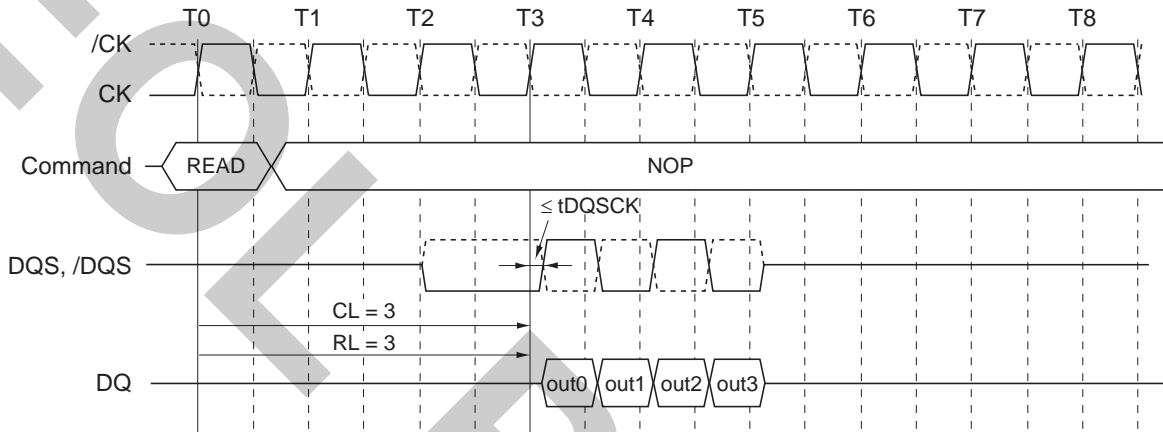 T0 T1 T2 T3 T4 T5 T6 T7 T8
/CK
CK
Command READ NOP
≤ tDQSCK
DQS, /DQS
CL = 3
RL = 3
DQ out0 out1 out2 out3